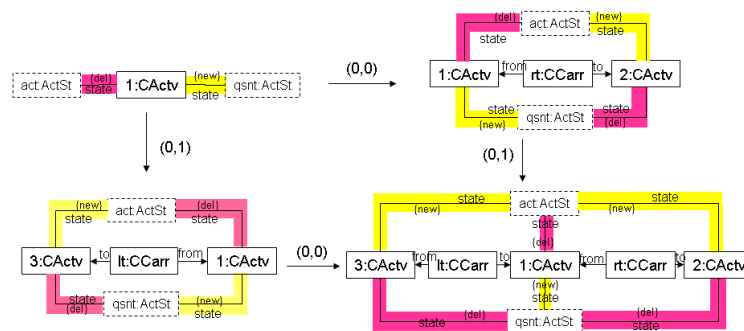 {del} act:ActSt {new}
state state
act:ActSt {del} 1:CActv {new} qsnt:ActSt
state state
(0,0)
1:CActv from rt:CCarr to 2:CActv
state qsnt:ActSt state
{new} {del}
(0,1)
(0,1)
{new} act:ActSt {del}
state state
3:CActv to lt:CCarr from 1:CActv
state qsnt:ActSt {new}
{del} state
(0,0)
state act:ActSt state
{new} state {new}
{del}
3:CActv from lt:CCarr to 1:CActv from rt:CCarr to 2:CActv
{new}
state
state {del} qsnt:ActSt {del} state